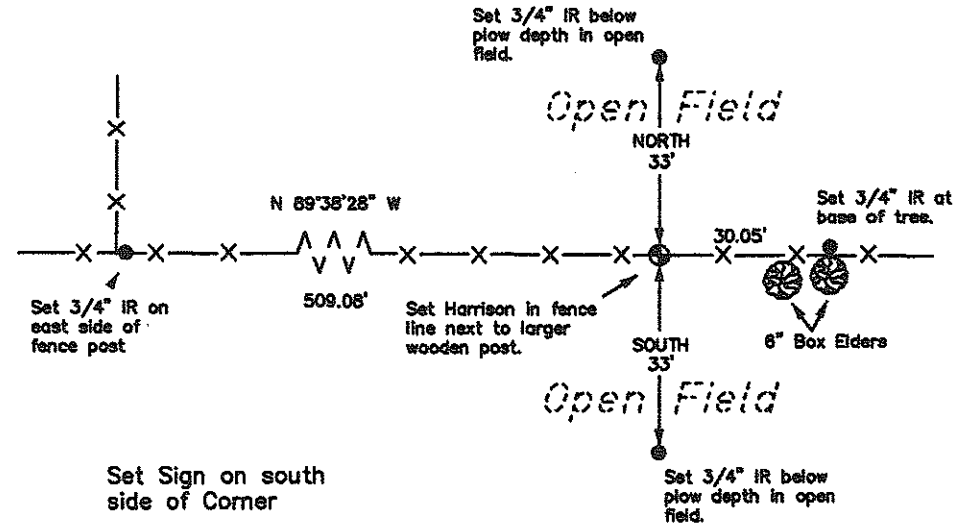 Set 3/4" IR below
plow depth in open
field.
Open Field
NORTH
33'
N 89°38'28" W
Set 3/4" IR at
base of tree.
30.05'
509.08'
Set 3/4" IR on
east side of
fence post
Set Harrison in fence
line next to larger
wooden post.
6" Box Elders
SOUTH
33'
Open Field
Set Sign on south
side of Corner
Set 3/4" IR below
plow depth in open
field.